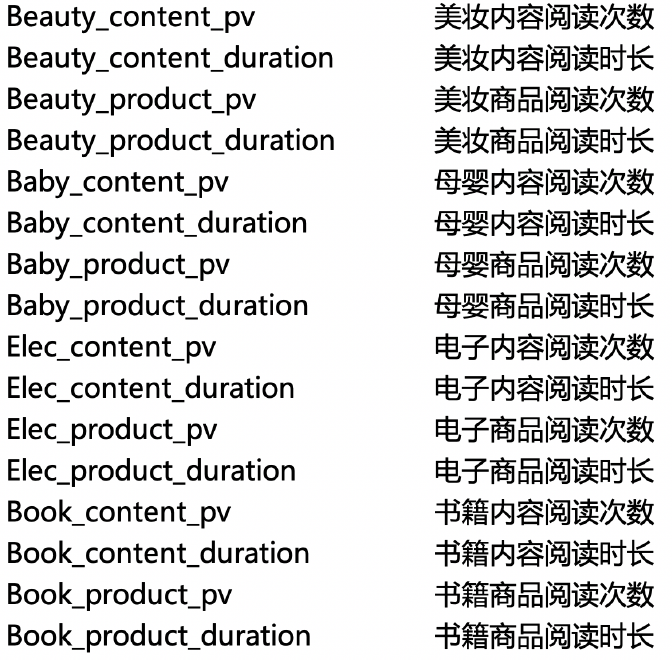 Beauty_content_pv 美妆内容阅读次数
Beauty_content_duration 美妆内容阅读时长
Beauty_product_pv 美妆商品阅读次数
Beauty_product_duration 美妆商品阅读时长
Baby_content_pv 母婴内容阅读次数
Baby_content_duration 母婴内容阅读时长
Baby_product_pv 母婴商品阅读次数
Baby_product_duration 母婴商品阅读时长
Elec_content_pv 电子内容阅读次数
Elec_content_duration 电子内容阅读时长
Elec_product_pv 电子商品阅读次数
Elec_product_duration 电子商品阅读时长
Book_content_pv 书籍内容阅读次数
Book_content_duration 书籍内容阅读时长
Book_product_pv 书籍商品阅读次数
Book_product_duration 书籍商品阅读时长